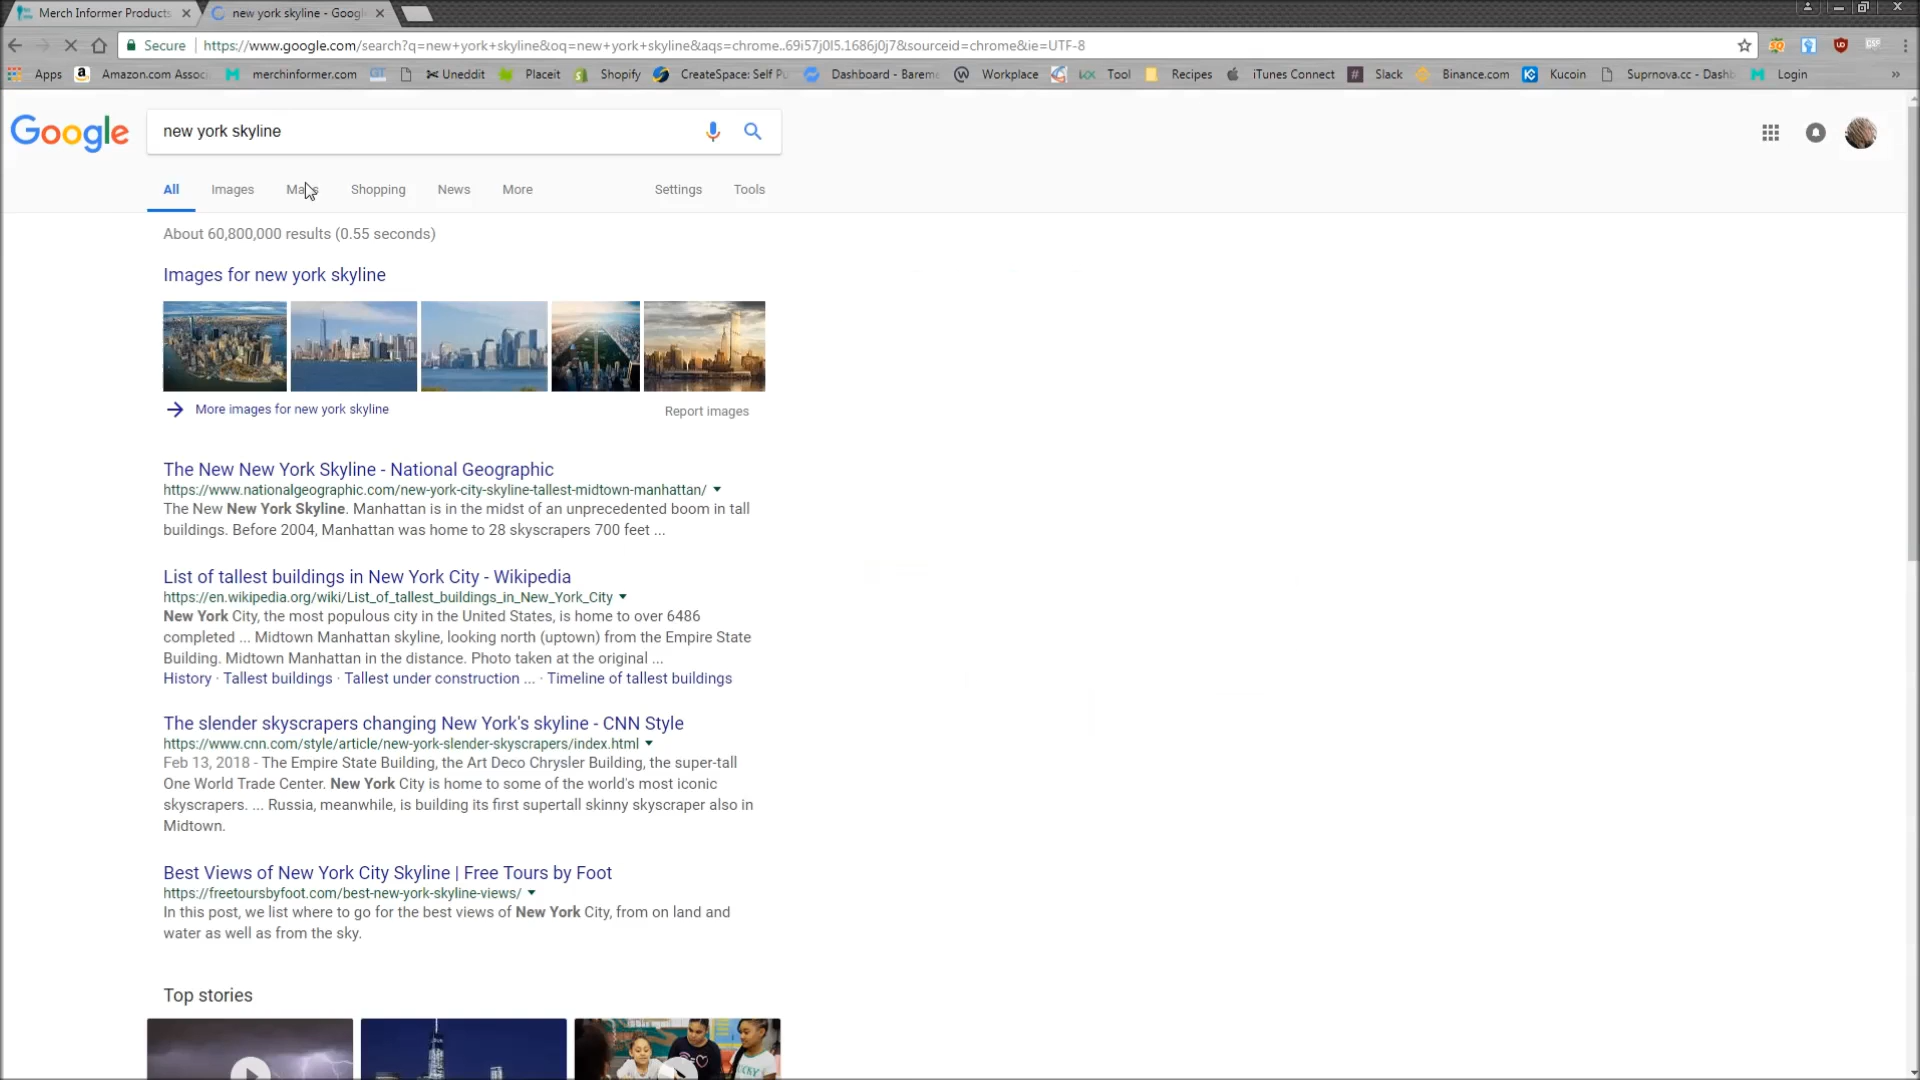 Merch Informer Products
new york skyline - Googl
Secure
https://www.google.com/search?q=new+york+skyline&oq=new+york+skyline&aqs=chrome..69i57j0l5.1686j0j7&sourceid=chrome&ie=UTF-8
Apps
Amazon.com Assoc
merchinformer.com
GT
Uneddit
Placeit
Shopify
CreateSpace: Self Pu
Dashboard - Bareme
Workplace
Tool
Recipes
iTunes Connect
Slack
Binance.com
Kucoin
Suprnova.cc - Dashb
Login
Google
new york skyline
All
Images
Maps
Shopping
News
More
Settings
Tools
About 60,800,000 results (0.55 seconds)
Images for new york skyline
More images for new york skyline
Report images
The New New York Skyline - National Geographic
https://www.nationalgeographic.com/new-york-city-skyline-tallest-midtown-manhattan/
The New New York Skyline. Manhattan is in the midst of an unprecedented boom in tall
buildings. Before 2004, Manhattan was home to 28 skyscrapers 700 feet ...
List of tallest buildings in New York City - Wikipedia
https://en.wikipedia.org/wiki/List_of_tallest_buildings_in_New_York_City
New York City, the most populous city in the United States, is home to over 6486
completed ... Midtown Manhattan skyline, looking north (uptown) from the Empire State
Building. Midtown Manhattan in the distance. Photo taken at the original ...
History · Tallest buildings · Tallest under construction ... · Timeline of tallest buildings
The slender skyscrapers changing New York's skyline - CNN Style
https://www.cnn.com/style/article/new-york-slender-skyscrapers/index.html
Feb 13, 2018 - The Empire State Building, the Art Deco Chrysler Building, the super-tall
One World Trade Center. New York City is home to some of the world's most iconic
skyscrapers. ... Russia, meanwhile, is building its first supertall skinny skyscraper also in
Midtown.
Best Views of New York City Skyline | Free Tours by Foot
https://freetoursbyfoot.com/best-new-york-skyline-views/
In this post, we list where to go for the best views of New York City, from on land and
water as well as from the sky.
Top stories